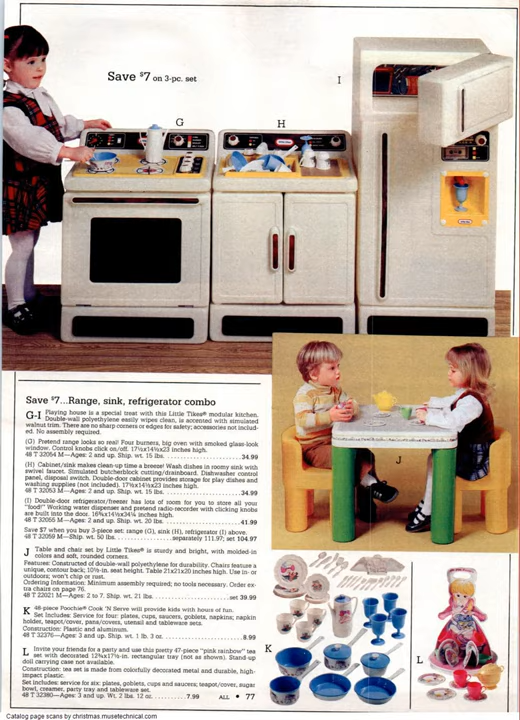 Save $7 on 3-pc. set
G
H
I
J
K
L
Save $7...Range, sink, refrigerator combo
G-I Playing house is a special treat with this Little Tikes® modular kitchen.
Double-wall polyethylene easily wipes clean, is accented with simulated
walnut trim. There are no sharp corners or edges for safety; accessories not includ-
ed. No assembly required.
(G) Pretend range looks so real! Four burners, big oven with smoked glass-look
window. Control knobs click on/off. 17½x14½x23 inches high.
48 T 32054 M—Ages: 2 and up. Ship. wt. 15 lbs. 34.99
(H) Cabinet/sink makes clean-up time a breeze! Wash dishes in roomy sink with
swivel faucet. Simulated butcherblock cutting/drainboard. Dishwasher control
panel, disposal switch. Double-door cabinet provides storage for play dishes and
washing supplies (not included). 17½x14½x23 inches high.
48 T 32053 M—Ages: 2 and up. Ship. wt. 15 lbs. 34.99
(I) Double-door refrigerator/freezer has lots of room for you to store all your
"food!" Working water dispenser and pretend radio-recorder with clicking knobs
are built into the door. 16¾x14½x34¼ inches high.
48 T 32055 M—Ages: 2 and up. Ship. wt. 20 lbs. 41.99
Save $7 when you buy 3-piece set: range (G), sink (H), refrigerator (I) above.
48 T 32059 M—Ship. wt. 50 lbs. separately 111.97; set 104.97
J Table and chair set by Little Tikes® is sturdy and bright, with molded-in
colors and soft, rounded corners.
Features: Constructed of double-wall polyethylene for durability. Chairs feature a
unique, contour back; 10½-in. seat height. Table 21x21x20 inches high. Use in- or
outdoors; won't chip or rust.
Ordering Information: Minimum assembly required; no tools necessary. Order ex-
tra chairs on page 76.
48 T 22021 M—Ages: 2 to 7. Ship. wt. 21 lbs. set 39.99
K 48-piece Poochie® Cook 'N Serve will provide kids with hours of fun.
Set Includes: Service for four: plates, cups, saucers, goblets, napkins; napkin
holder, teapot/cover, pans/covers, utensil and tableware sets.
Construction: Plastic and aluminum.
48 T 32376—Ages: 3 and up. Ship. wt. 1 lb. 3 oz. 8.99
L Invite your friends for a party and use this pretty 47-piece "pink rainbow" tea
set with decorated 12¾x17½-in. rectangular tray (not as shown). Stand-up
doll carrying case not available.
Construction: tea set is made from colorfully decorated metal and durable, high-
impact plastic.
Set includes: service for six: plates, goblets, cups and saucers; teapot/cover, sugar
bowl, creamer, party tray and tableware set.
48 T 32380—Ages: 3 and up. Wt. 2 lbs. 12 oz. 7.99
ALL • 77
Catalog page scans by christmas.musetechnical.com